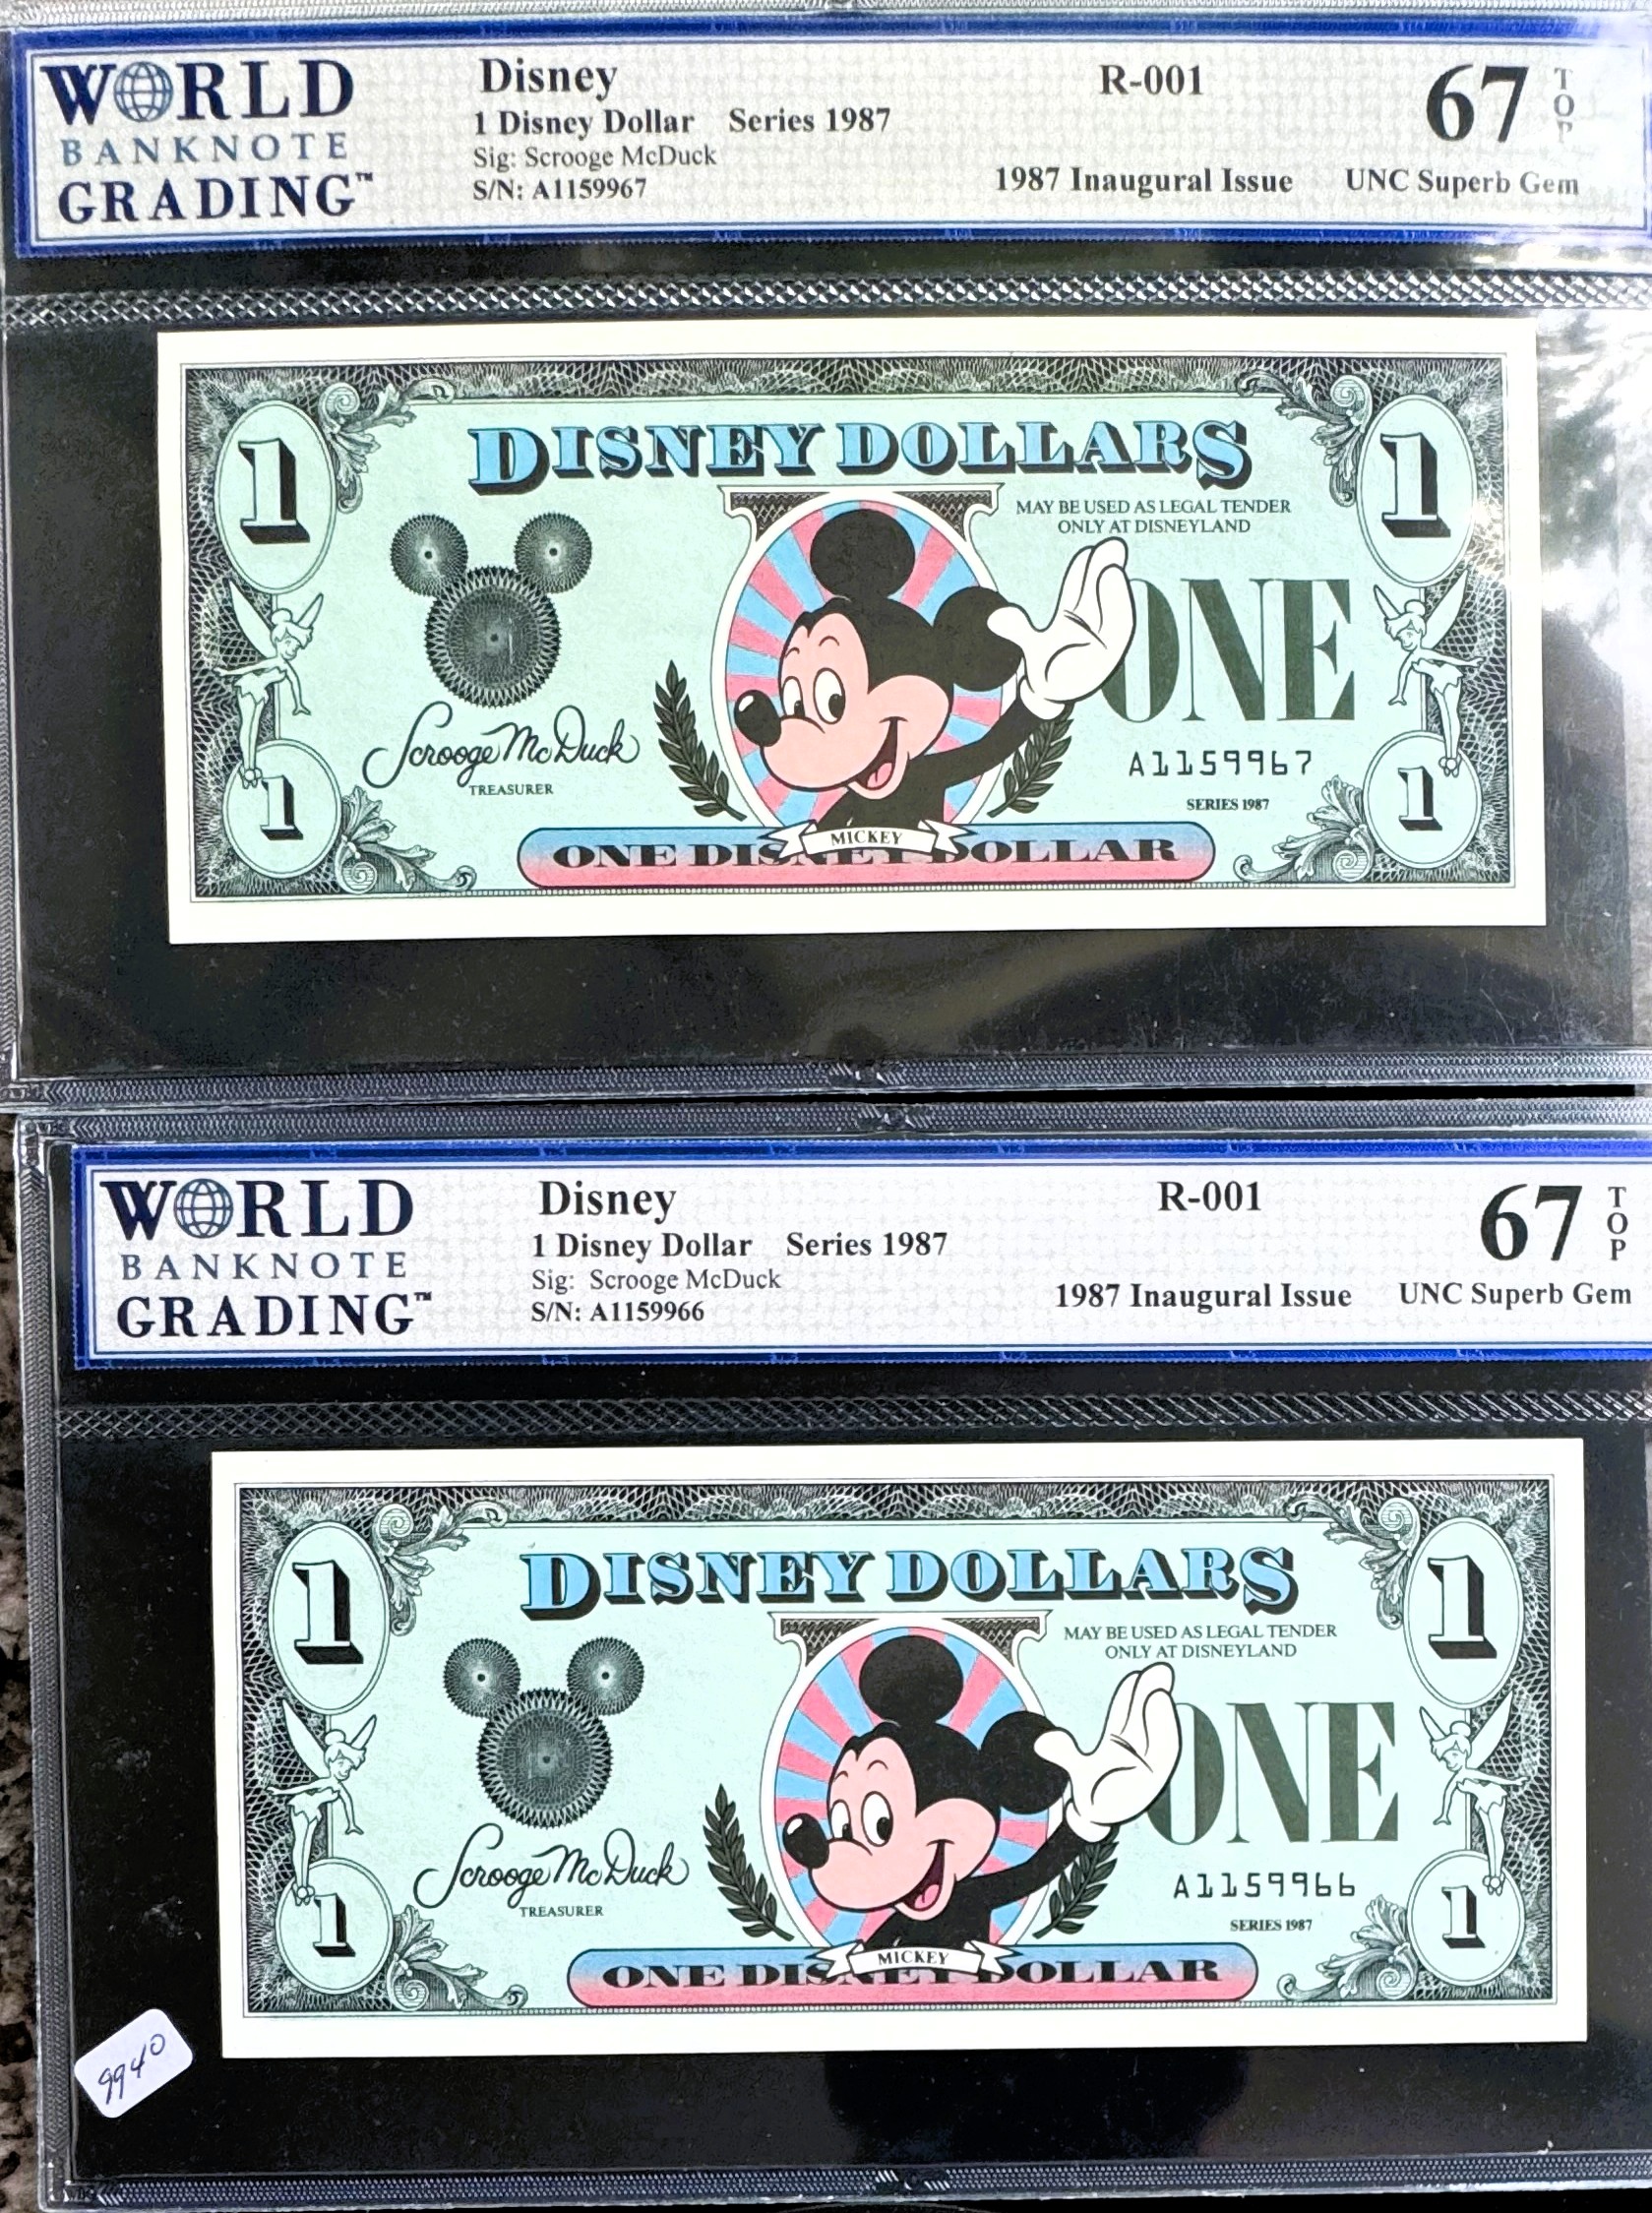 WORLD
BANKNOTE
GRADING™
Disney
1 Disney Dollar Series 1987
Sig: Scrooge McDuck
S/N: A1159967
R-001
1987 Inaugural Issue
67 TOP
UNC Superb Gem
1
1
DISNEY DOLLARS
MAY BE USED AS LEGAL TENDER
ONLY AT DISNEYLAND
ONE
Scrooge McDuck
TREASURER
A1159967
SERIES 1987
1
1
MICKEY
ONE DISNEY DOLLAR
WORLD
BANKNOTE
GRADING™
Disney
1 Disney Dollar Series 1987
Sig: Scrooge McDuck
S/N: A1159966
R-001
1987 Inaugural Issue
67 TOP
UNC Superb Gem
1
1
DISNEY DOLLARS
MAY BE USED AS LEGAL TENDER
ONLY AT DISNEYLAND
ONE
Scrooge McDuck
TREASURER
A1159966
SERIES 1987
1
1
MICKEY
ONE DISNEY DOLLAR
9940